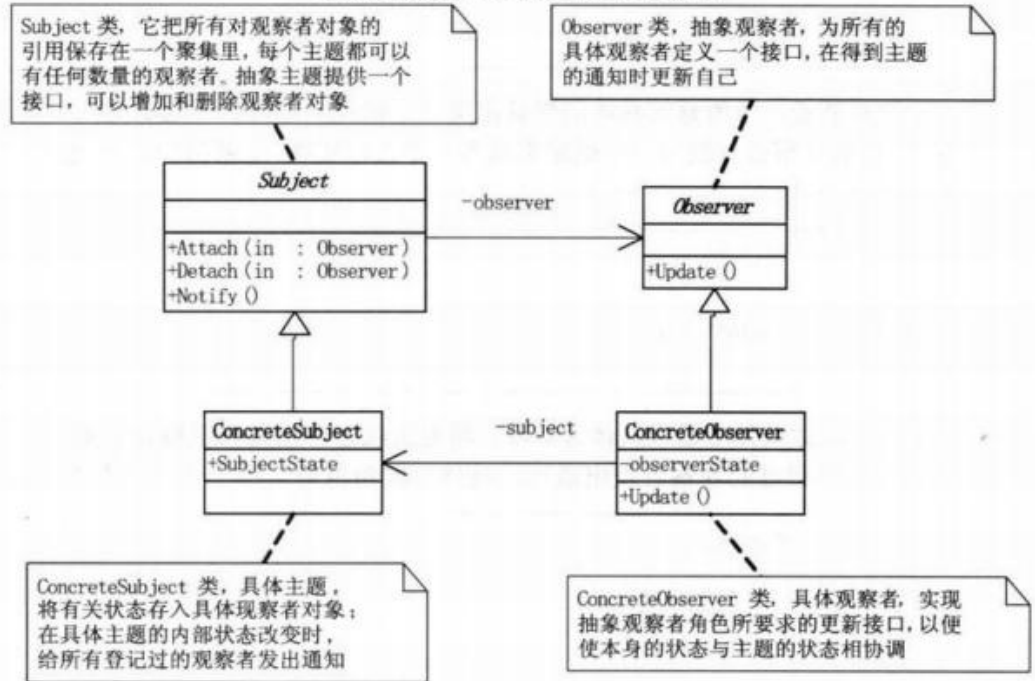 Subject 类，它把所有对观察者对象的
引用保存在一个聚集里，每个主题都可以
有任何数量的观察者。抽象主题提供一个
接口，可以增加和删除观察者对象
Observer 类，抽象观察者，为所有的
具体观察者定义一个接口，在得到主题
的通知时更新自己
Subject
+Attach(in : Observer)
+Detach(in : Observer)
+Notify()
-observer
Observer
+Update()
ConcreteSubject
+SubjectState
-subject
ConcreteObserver
-observerState
+Update()
ConcreteSubject 类，具体主题，
将有关状态存入具体现察者对象；
在具体主题的内部状态改变时，
给所有登记过的观察者发出通知
ConcreteObserver 类，具体观察者，实现
抽象观察者角色所要求的更新接口，以便
使本身的状态与主题的状态相协调